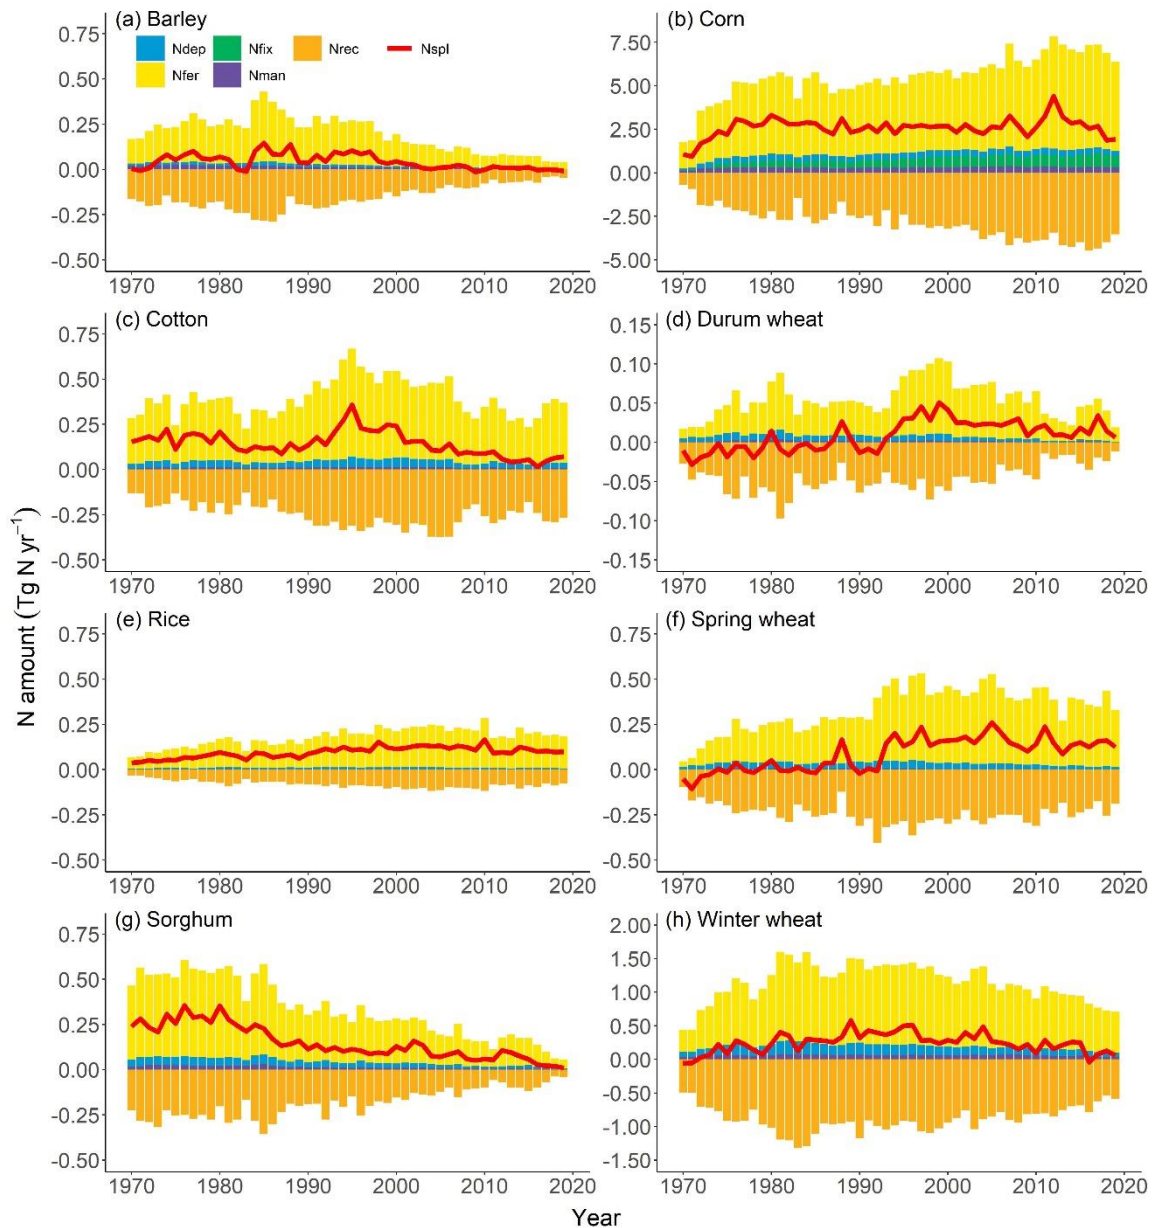 (a) Barley
Ndep Nfix Nrec Nspl
Nfer Nman
0.75
0.50
0.25
0.00
-0.25
-0.50
1970 1980 1990 2000 2010 2020
(b) Corn
7.50
5.00
2.50
0.00
-2.50
-5.00
1970 1980 1990 2000 2010 2020
(c) Cotton
0.75
0.50
0.25
0.00
-0.25
-0.50
1970 1980 1990 2000 2010 2020
(d) Durum wheat
0.15
0.10
0.05
0.00
-0.05
-0.10
-0.15
1970 1980 1990 2000 2010 2020
(e) Rice
0.75
0.50
0.25
0.00
-0.25
-0.50
1970 1980 1990 2000 2010 2020
(f) Spring wheat
0.75
0.50
0.25
0.00
-0.25
-0.50
1970 1980 1990 2000 2010 2020
(g) Sorghum
0.75
0.50
0.25
0.00
-0.25
-0.50
1970 1980 1990 2000 2010 2020
(h) Winter wheat
2.00
1.50
1.00
0.50
0.00
-0.50
-1.00
-1.50
1970 1980 1990 2000 2010 2020
N amount (Tg N yr⁻¹)
Year